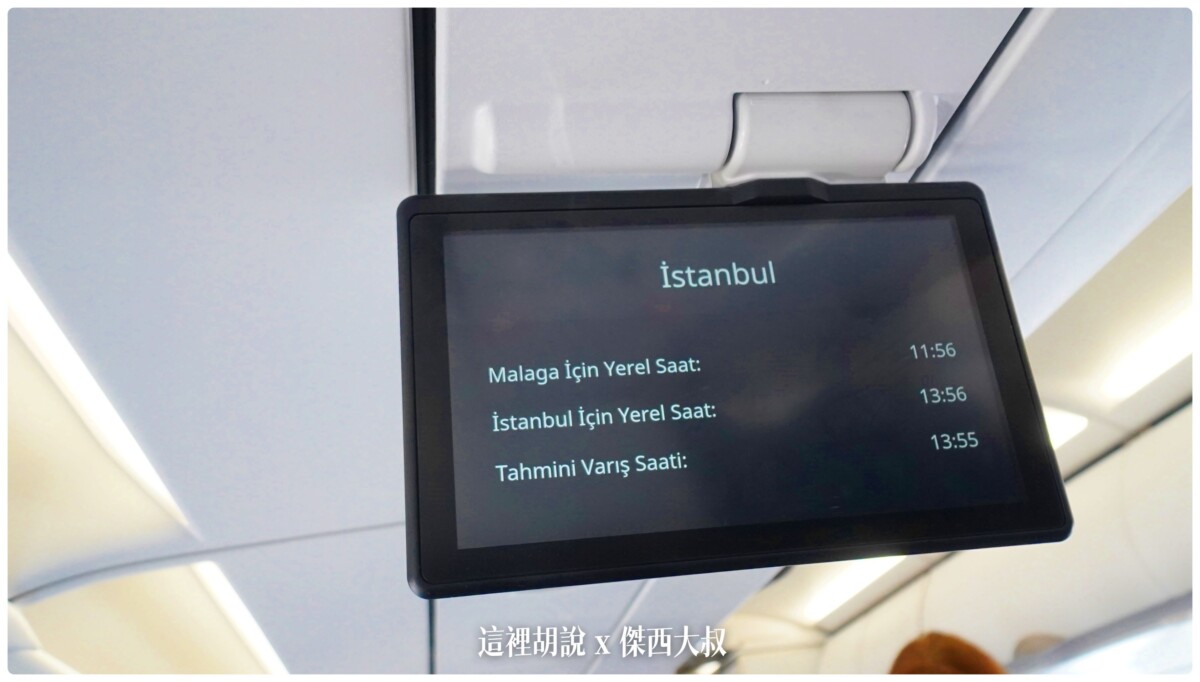 İstanbul
Malaga İçin Yerel Saat: 11:56
İstanbul İçin Yerel Saat: 13:56
Tahmini Varış Saati: 13:55
這裡胡說 x 傑西大叔